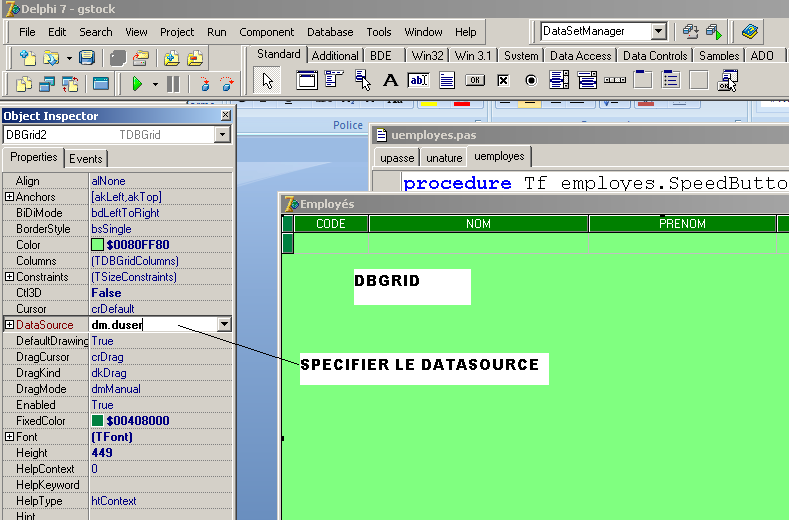 Delphi 7 - gstock
File Edit Search View Project Run Component Database Tools Window Help
DataSetManager
Standard Additional BDE Win32 Win 3.1 System Data Access Data Controls Samples ADO
A ab OK
OK
Police
Object Inspector
DBGrid2 TDBGrid
Properties Events
Align alNone
Anchors [akLeft,akTop]
BiDiMode bdLeftToRight
BorderStyle bsSingle
Color $0080FF80
Columns (TDBGridColumns)
Constraints (TSizeConstraints)
Ctl3D False
Cursor crDefault
DataSource dm.duser
DefaultDrawing True
DragCursor crDrag
DragKind dkDrag
DragMode dmManual
Enabled True
FixedColor $00408000
Font (TFont)
Height 449
HelpContext 0
HelpKeyword
HelpType htContext
Hint
uemployes.pas
upasse unature uemployes
procedure Tf employes.SpeedButto
Employés
CODE NOM PRENOM
DBGRID
SPECIFIER LE DATASOURCE